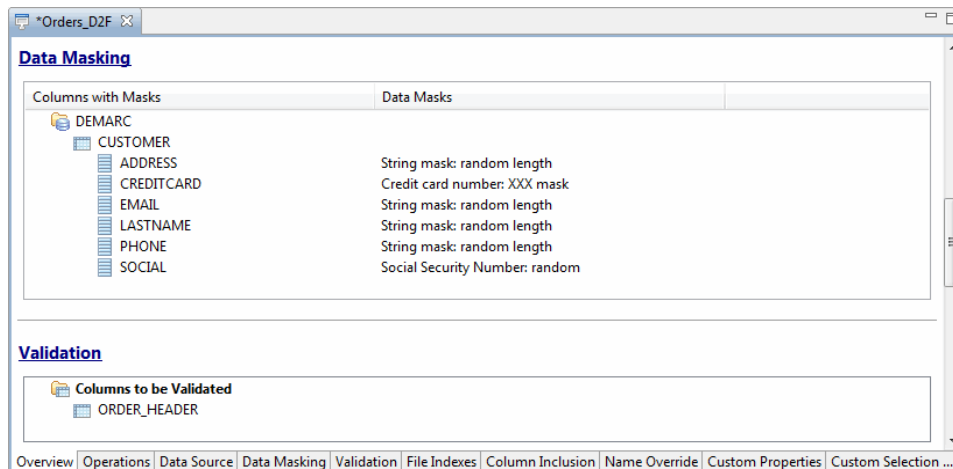 *Orders_D2F
Data Masking
Columns with Masks Data Masks
DEMARC
CUSTOMER
ADDRESS String mask: random length
CREDITCARD Credit card number: XXX mask
EMAIL String mask: random length
LASTNAME String mask: random length
PHONE String mask: random length
SOCIAL Social Security Number: random
Validation
Columns to be Validated
ORDER_HEADER
Overview Operations Data Source Data Masking Validation File Indexes Column Inclusion Name Override Custom Properties Custom Selection ...